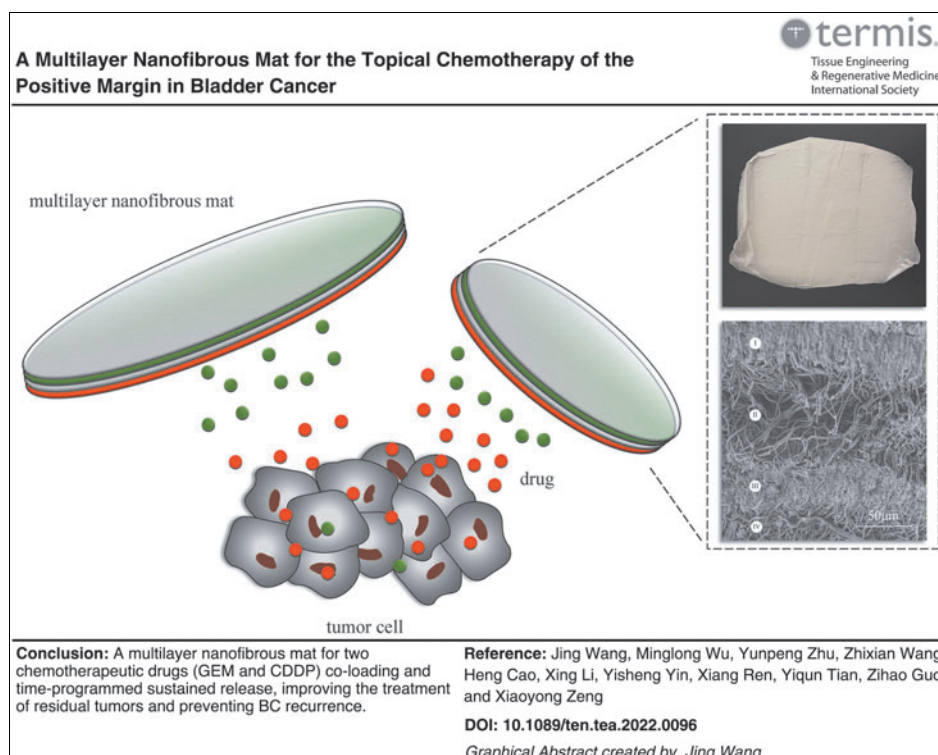 A Multilayer Nanofibrous Mat for the Topical Chemotherapy of the
Positive Margin in Bladder Cancer
termis.
Tissue Engineering
& Regenerative Medicine
International Society
multilayer nanofibrous mat
drug
tumor cell
I
II
III
IV
50μm
Conclusion: A multilayer nanofibrous mat for two
chemotherapeutic drugs (GEM and CDDP) co-loading and
time-programmed sustained release, improving the treatment
of residual tumors and preventing BC recurrence.
Reference: Jing Wang, Minglong Wu, Yunpeng Zhu, Zhixian Wang
Heng Cao, Xing Li, Yisheng Yin, Xiang Ren, Yiqun Tian, Zihao Guo
and Xiaoyong Zeng
DOI: 10.1089/ten.tea.2022.0096
Graphical Abstract created by Jing Wang